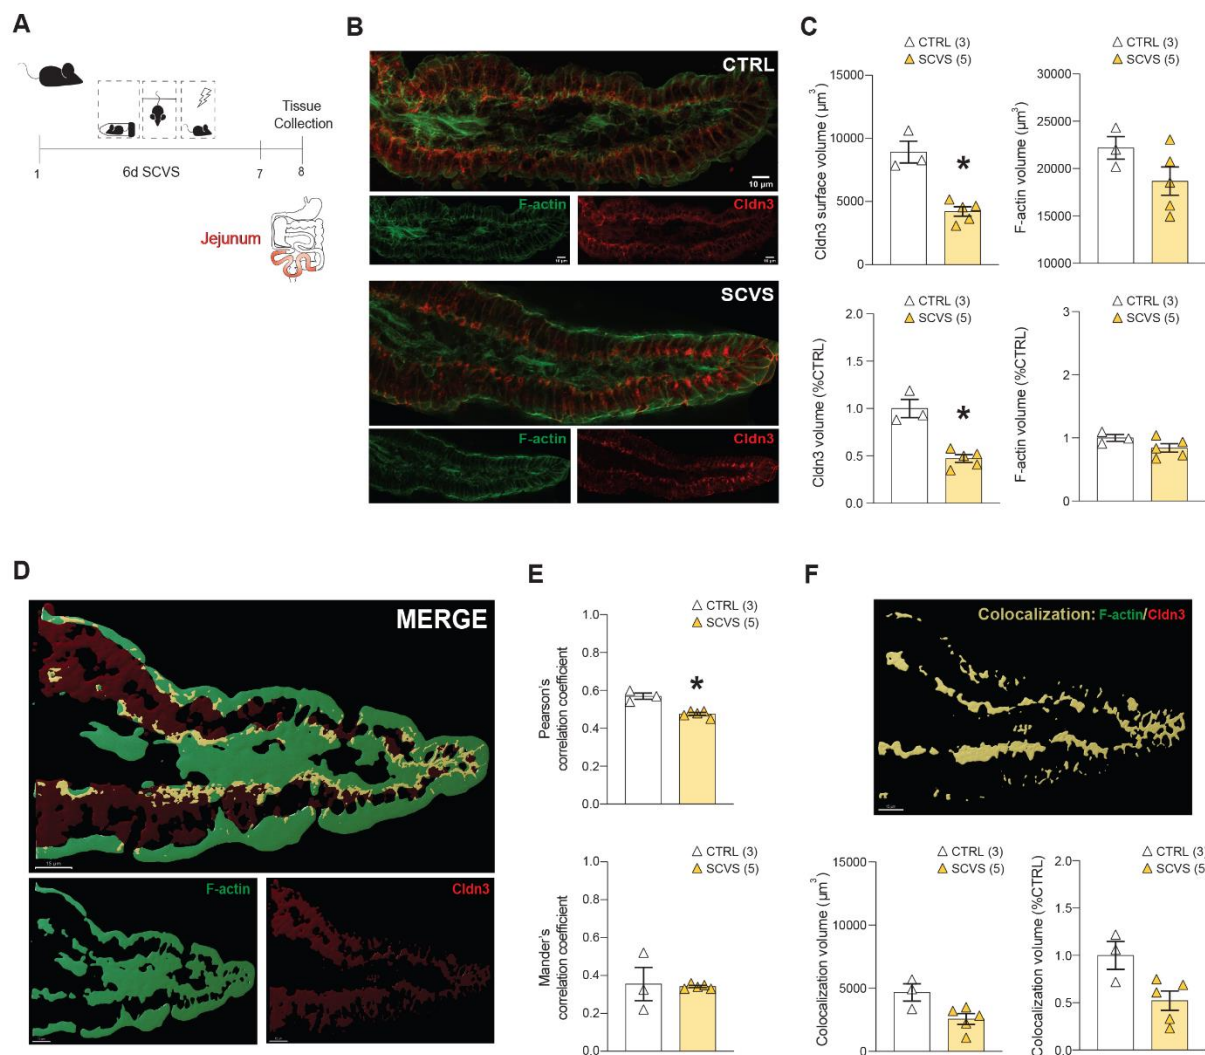 A
Tissue
Collection
1
6d SCVS
7
8
Jejunum
B
CTRL
10 µm
F-actin
Cldn3
SCVS
F-actin
Cldn3
C
CTRL (3)
SCVS (5)
Cldn3 surface volume (µm³)
15000
10000
5000
0
*
CTRL (3)
SCVS (5)
F-actin volume (µm³)
30000
25000
20000
15000
10000
CTRL (3)
SCVS (5)
Cldn3 volume (%CTRL)
2.0
1.5
1.0
0.5
0.0
*
CTRL (3)
SCVS (5)
F-actin volume (%CTRL)
3
2
1
0
D
MERGE
15 µm
F-actin
Cldn3
E
CTRL (3)
SCVS (5)
Pearson's
correlation coefficient
1.0
0.8
0.6
0.4
0.2
0.0
*
CTRL (3)
SCVS (5)
Mander's
correlation coefficient
1.0
0.8
0.6
0.4
0.2
0.0
F
Colocalization: F-actin/Cldn3
CTRL (3)
SCVS (5)
Colocalization volume (µm³)
15000
10000
5000
0
CTRL (3)
SCVS (5)
Colocalization volume (%CTRL)
2.0
1.5
1.0
0.5
0.0